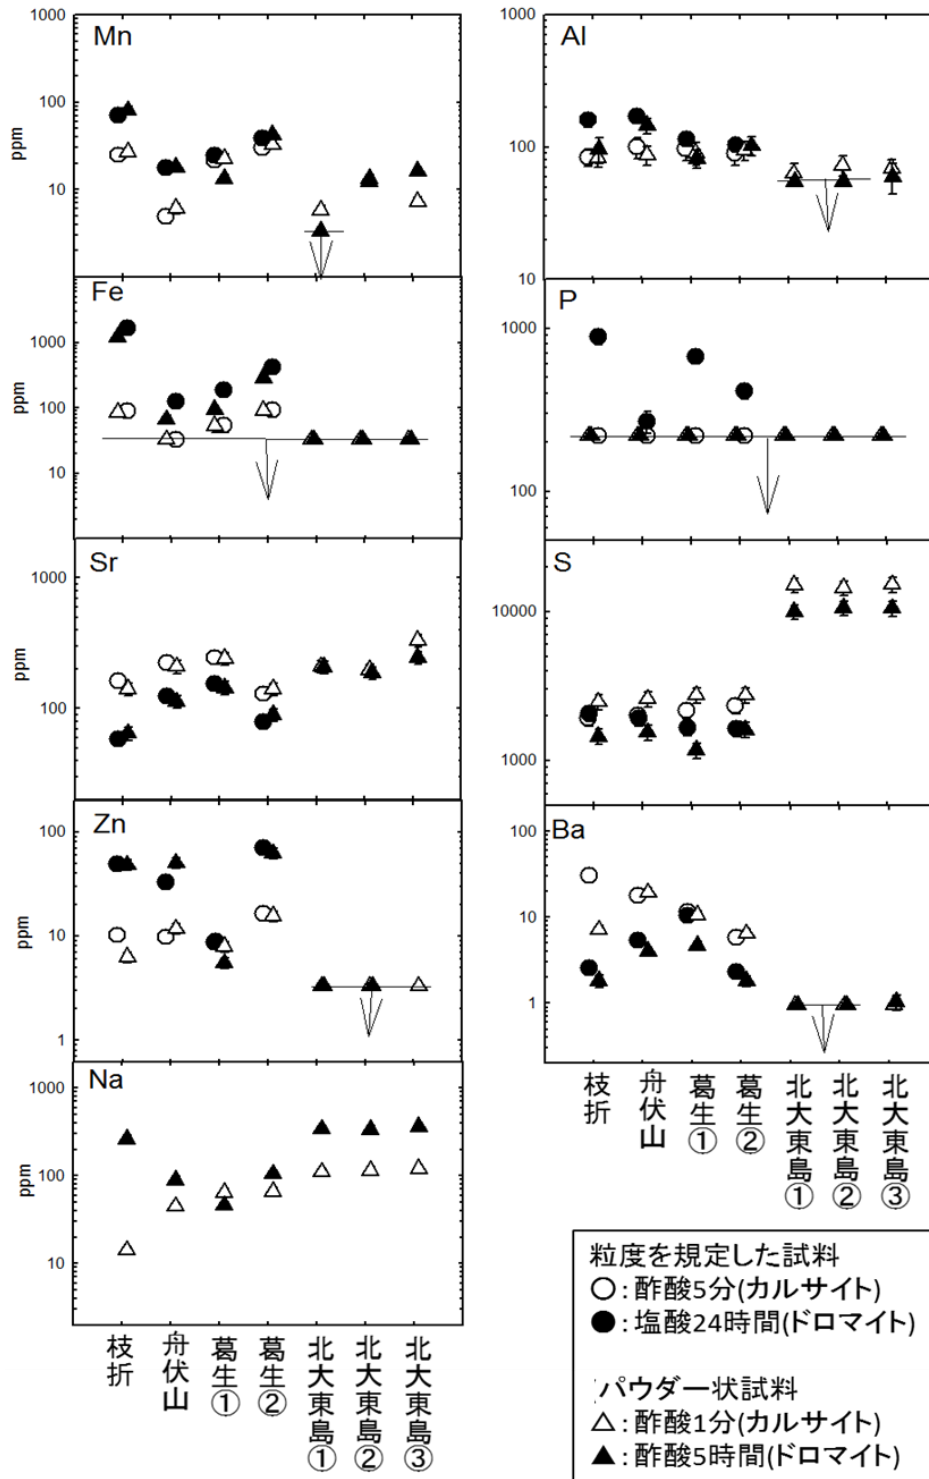 Mn
1000
100
10
ppm
Fe
1000
100
10
ppm
Sr
1000
100
ppm
Zn
100
10
1
ppm
Na
1000
100
10
ppm
枝折
舟伏山
葛生①
葛生②
北大東島①
北大東島②
北大東島③
Al
1000
100
10
P
1000
100
S
10000
1000
Ba
100
10
1
枝折
舟伏山
葛生①
葛生②
北大東島①
北大東島②
北大東島③
粒度を規定した試料
○:酢酸5分(カルサイト)
●:塩酸24時間(ドロマイト)
パウダー状試料
△:酢酸1分(カルサイト)
▲:酢酸5時間(ドロマイト)